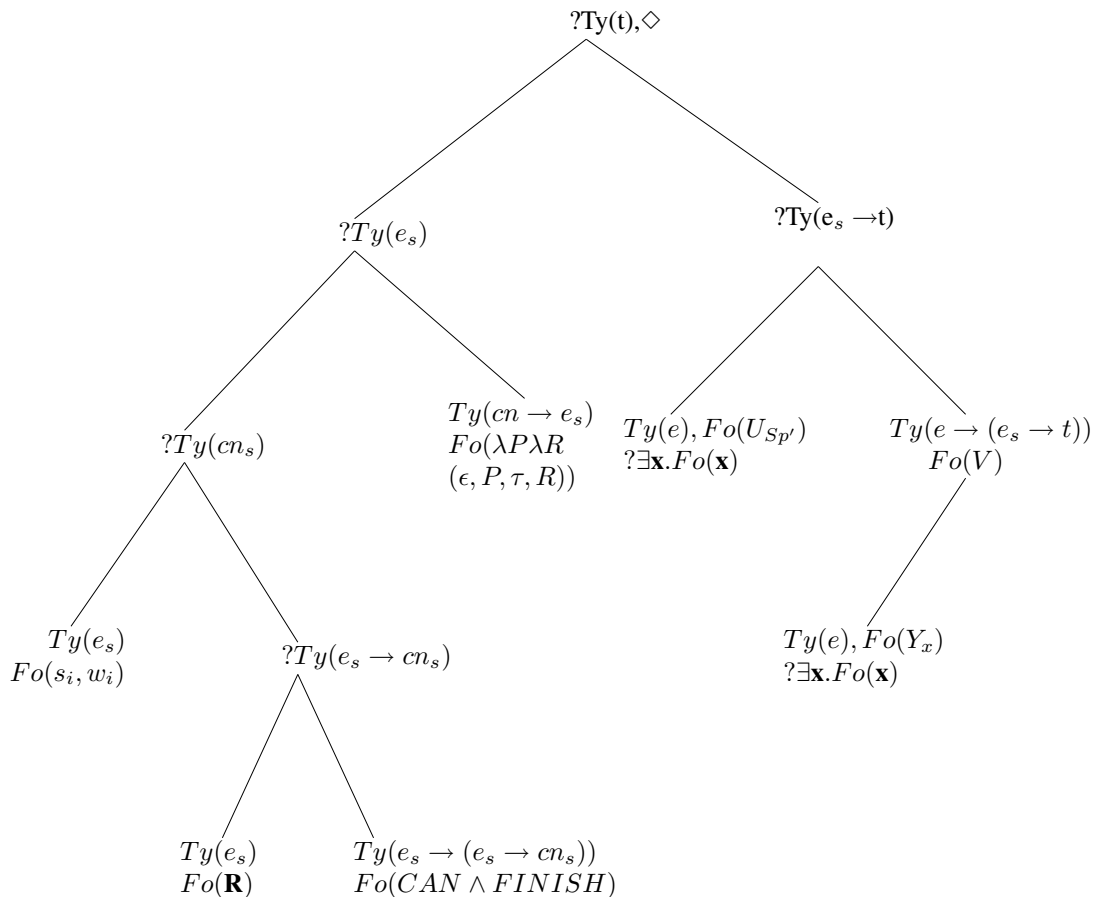 ?Ty(t),◇
?Ty(e_s)
?Ty(e_s →t)
?Ty(cn_s)
Ty(cn → e_s)
Fo(λPλR
(ϵ, P, τ, R))
Ty(e), Fo(U_{Sp′})
?∃x.Fo(x)
Ty(e → (e_s → t))
Fo(V)
Ty(e_s)
Fo(s_i, w_i)
?Ty(e_s → cn_s)
Ty(e), Fo(Y_x)
?∃x.Fo(x)
Ty(e_s)
Fo(R)
Ty(e_s → (e_s → cn_s))
Fo(CAN ∧ FINISH)